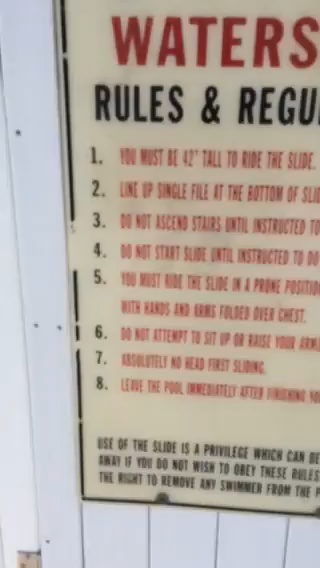 WATERS
RULES & REGU
1. YOU MUST BE 42" TALL TO RIDE THE SLIDE.
2. LINE UP SINGLE FILE AT THE BOTTOM OF SLID
3. DO NOT ASCEND STAIRS UNTIL INSTRUCTED TO
4. DO NOT START SLIDE UNTIL INSTRUCTED TO DO
5. YOU MUST RIDE THE SLIDE IN A PRONE POSITIO
WITH HANDS AND ARMS FOLDED OVER CHEST.
6. DO NOT ATTEMPT TO SIT UP OR RAISE YOUR ARMS
7. ABSOLUTELY NO HEAD FIRST SLIDING.
8. LEAVE THE POOL IMMEDIATELY AFTER FINISHING YO
USE OF THE SLIDE IS A PRIVILEGE WHICH CAN BE
AWAY IF YOU DO NOT WISH TO OBEY THESE RULES
THE RIGHT TO REMOVE ANY SWIMMER FROM THE P